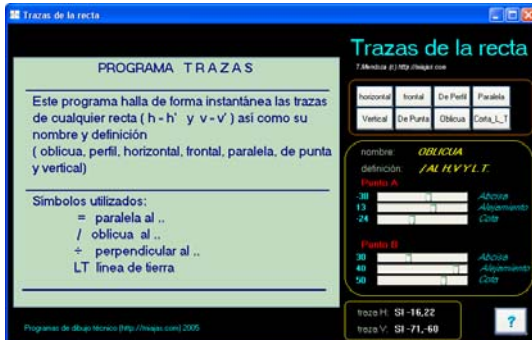 Trazas de la recta
PROGRAMA T R A Z A S
Este programa halla de forma instantánea las trazas
de cualquier recta ( h - h' y v - v' ) así como su
nombre y definición
( oblicua, perfil, horizontal, frontal, paralela, de punta
y vertical)
Simbolos utilizados:
= paralela al ..
/ oblicua al ..
÷ perpendicular al ..
LT línea de tierra
Programas de dibujo técnico (http://miajas.com) 2005
Trazas de la recta
T.Mendoza (c) http://miajas.com
horizontal frontal De Perfil Paralela
Vertical De Punta Oblicua Corta_L_T
nombre: OBLICUA
definición: / AL H,V Y L.T.
Punto A
-30 Abcisa
13 Alejamiento
-24 Cota
Punto B
30 Abcisa
40 Alejamiento
50 Cota
traza H: SI -16,22
traza V: SI -71,-60
?